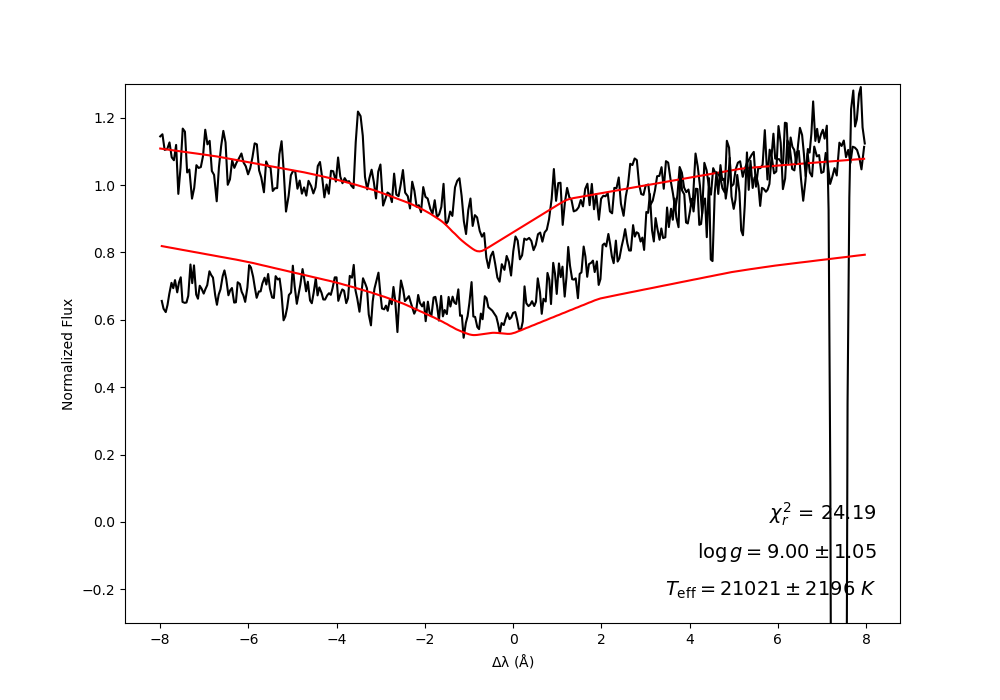 Normalized Flux
1.2
1.0
0.8
0.6
0.4
0.2
0.0
−0.2
χ²ᵣ = 24.19
log g = 9.00 ± 1.05
T_eff = 21021 ± 2196 K
−8 −6 −4 −2 0 2 4 6 8
Δλ (Å)